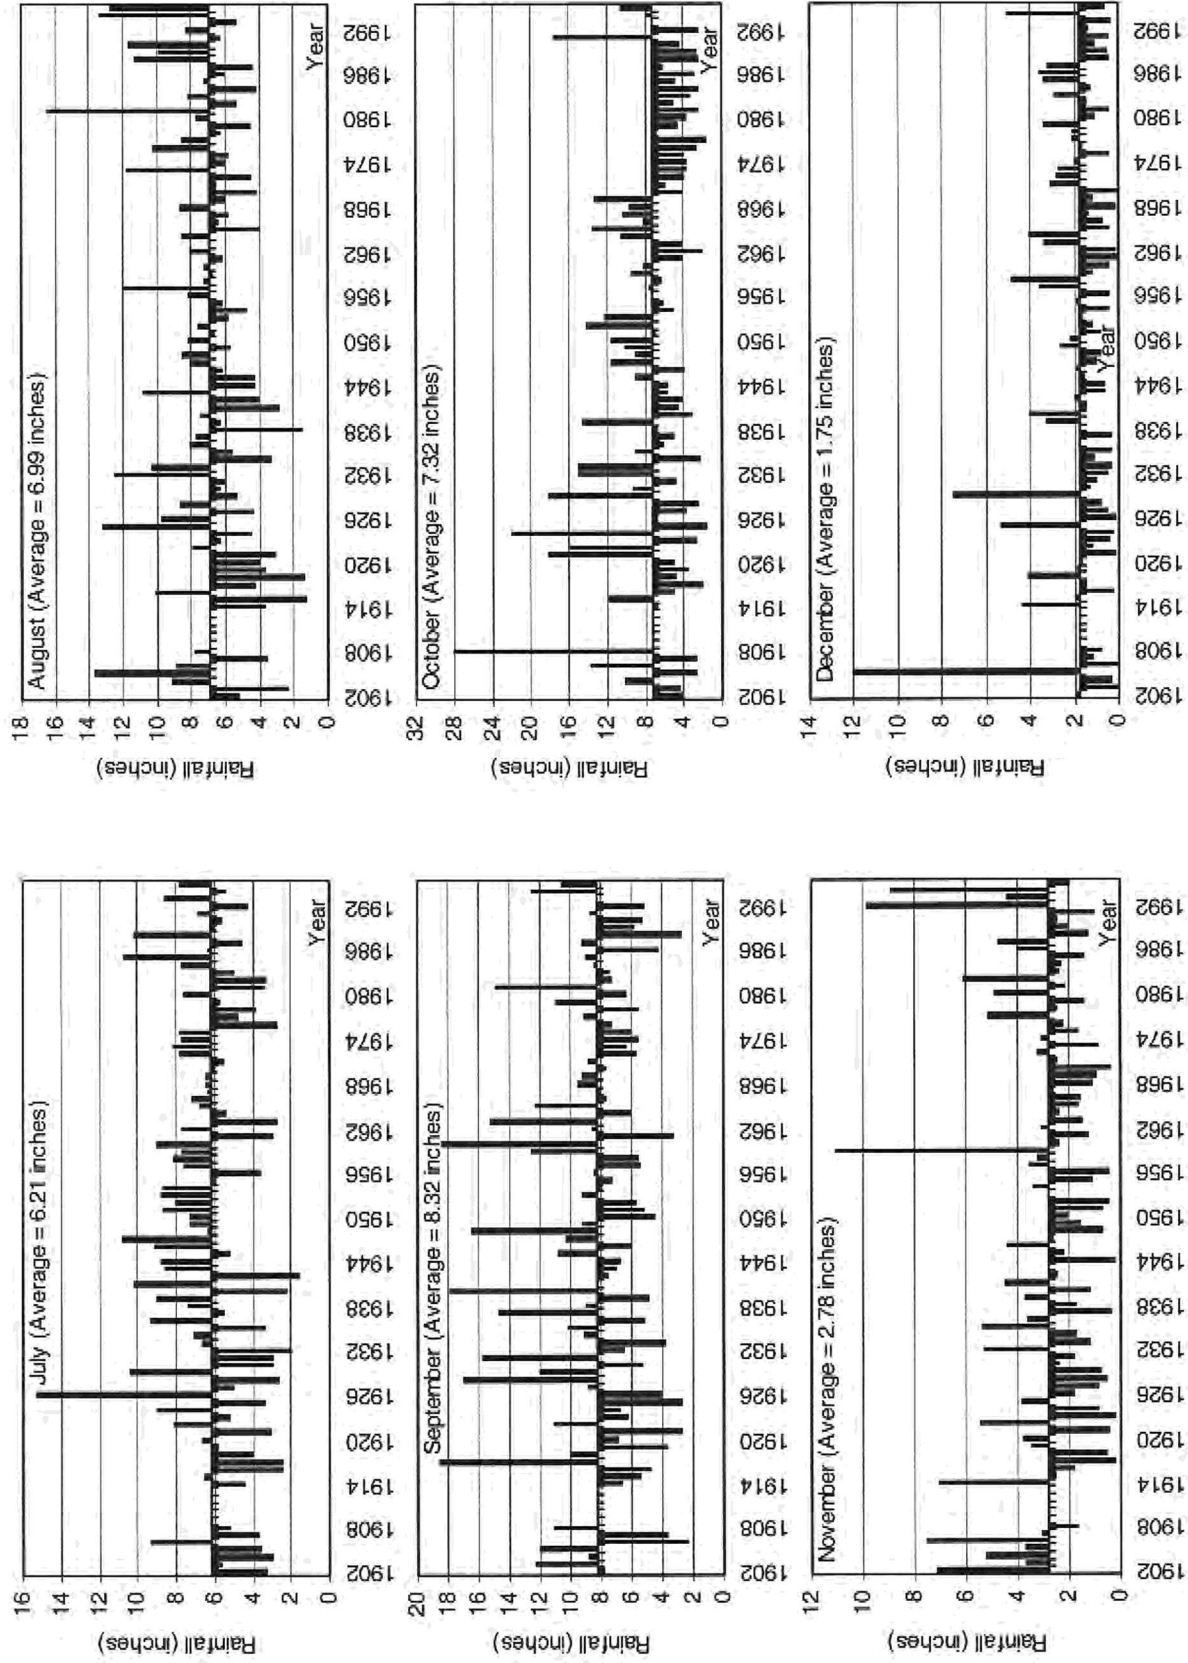 July (Average = 6.21 inches)
Rainfall (inches)
16
14
12
10
8
6
4
2
0
Year
1902 1908 1914 1920 1926 1932 1938 1944 1950 1956 1962 1968 1974 1980 1986 1992
August (Average = 6.99 inches)
Rainfall (inches)
18
16
14
12
10
8
6
4
2
0
Year
1902 1908 1914 1920 1926 1932 1938 1944 1950 1956 1962 1968 1974 1980 1986 1992
September (Average = 8.32 inches)
Rainfall (inches)
20
18
16
14
12
10
8
6
4
2
0
Year
1902 1908 1914 1920 1926 1932 1938 1944 1950 1956 1962 1968 1974 1980 1986 1992
October (Average = 7.32 inches)
Rainfall (inches)
32
28
24
20
16
12
8
4
0
Year
1902 1908 1914 1920 1926 1932 1938 1944 1950 1956 1962 1968 1974 1980 1986 1992
November (Average = 2.78 inches)
Rainfall (inches)
12
10
8
6
4
2
0
Year
1902 1908 1914 1920 1926 1932 1938 1944 1950 1956 1962 1968 1974 1980 1986 1992
December (Average = 1.75 inches)
Rainfall (inches)
14
12
10
8
6
4
2
0
Year
1902 1908 1914 1920 1926 1932 1938 1944 1950 1956 1962 1968 1974 1980 1986 1992